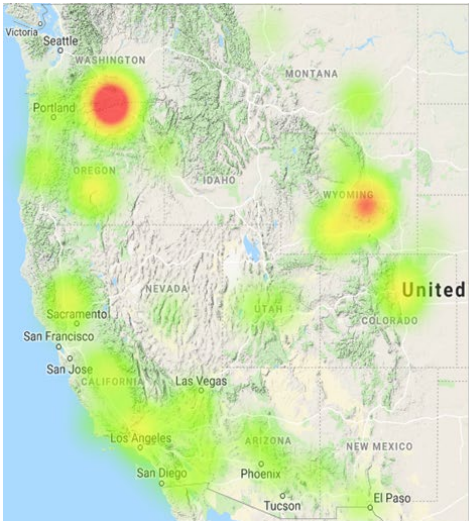 Victoria
Seattle
WASHINGTON
MONTANA
Portland
OREGON
IDAHO
WYOMING
United
NEVADA
UTAH
COLORADO
Sacramento
San Francisco
San Jose
CALIFORNIA
Las Vegas
Los Angeles
ARIZONA
NEW MEXICO
San Diego
Phoenix
Tucson
El Paso